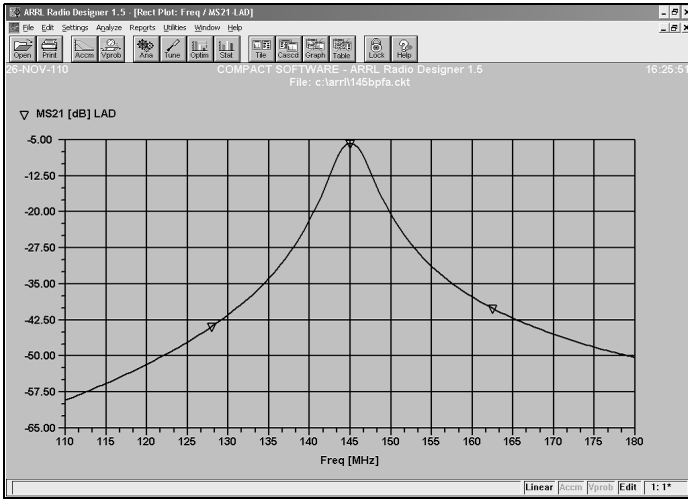 ARRL Radio Designer 1.5 - [Rect Plot: Freq / MS21-LAD]
File Edit Settings Analyze Reports Utilities Window Help
Open Print Accm Vprob Ana Tune Optim Stat Tile Cascd Graph Table Lock Help
26-NOV-110 COMPACT SOFTWARE - ARRL Radio Designer 1.5 16:25:51
File: c:\arrl\145bpfa.ckt
MS21 [dB] LAD
-5.00
-12.50
-20.00
-27.50
-35.00
-42.50
-50.00
-57.50
-65.00
110 115 120 125 130 135 140 145 150 155 160 165 170 175 180
Freq [MHz]
Linear Accm Vprob Edit 1: 1*